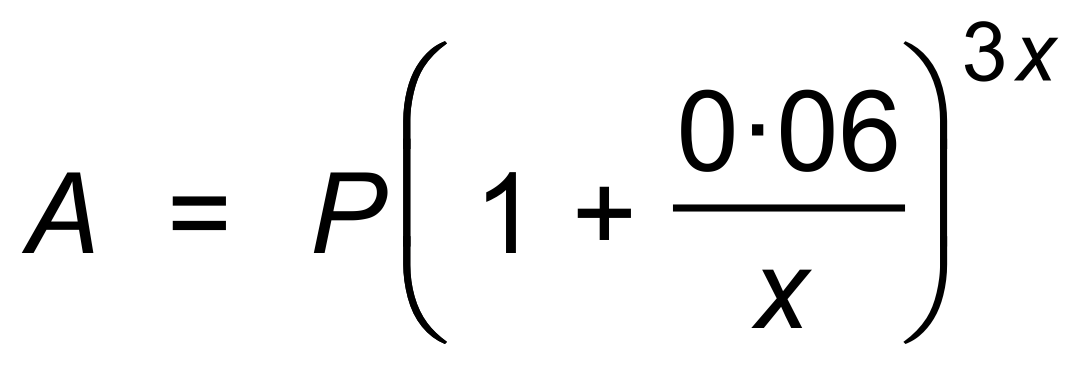 A = P(1 + 0·06/x)^3x